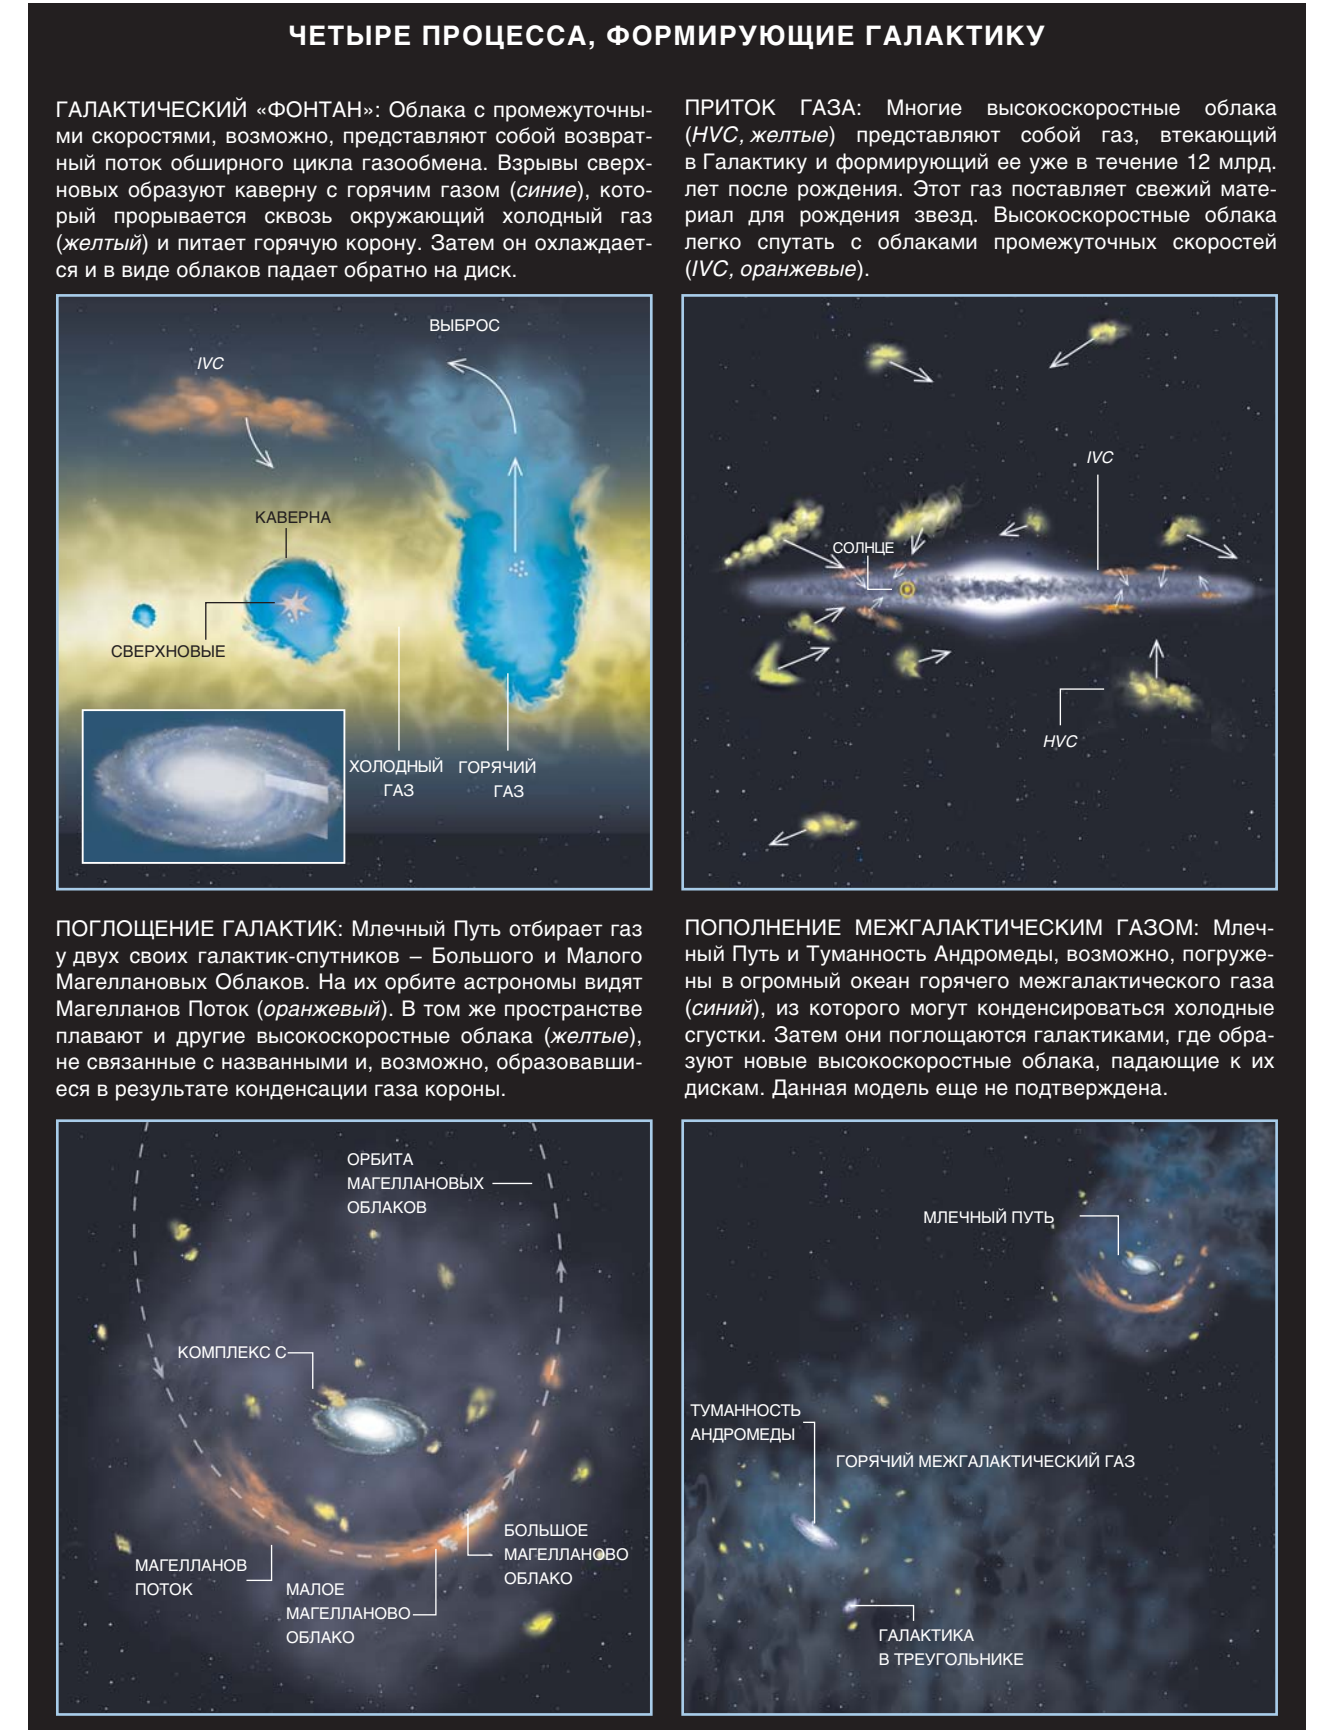 ЧЕТЫРЕ ПРОЦЕССА, ФОРМИРУЮЩИЕ ГАЛАКТИКУ
ГАЛАКТИЧЕСКИЙ «ФОНТАН»: Облака с промежуточны-
ми скоростями, возможно, представляют собой возврат-
ный поток обширного цикла газообмена. Взрывы сверх-
новых образуют каверну с горячим газом (синие), кото-
рый прорывается сквозь окружающий холодный газ
(желтый) и питает горячую корону. Затем он охлаждает-
ся и в виде облаков падает обратно на диск.
ВЫБРОС
IVC
КАВЕРНА
СВЕРХНОВЫЕ
ХОЛОДНЫЙ
ГАЗ
ГОРЯЧИЙ
ГАЗ
ПРИТОК ГАЗА: Многие высокоскоростные облака
(HVC, желтые) представляют собой газ, втекающий
в Галактику и формирующий ее уже в течение 12 млрд.
лет после рождения. Этот газ поставляет свежий мате-
риал для рождения звезд. Высокоскоростные облака
легко спутать с облаками промежуточных скоростей
(IVC, оранжевые).
IVC
СОЛНЦЕ
HVC
ПОГЛОЩЕНИЕ ГАЛАКТИК: Млечный Путь отбирает газ
у двух своих галактик-спутников – Большого и Малого
Магеллановых Облаков. На их орбите астрономы видят
Магелланов Поток (оранжевый). В том же пространстве
плавают и другие высокоскоростные облака (желтые),
не связанные с названными и, возможно, образовавши-
еся в результате конденсации газа короны.
ОРБИТА
МАГЕЛЛАНОВЫХ
ОБЛАКОВ
КОМПЛЕКС С
МАГЕЛЛАНОВ
ПОТОК
МАЛОЕ
МАГЕЛЛАНОВО
ОБЛАКО
БОЛЬШОЕ
МАГЕЛЛАНОВО
ОБЛАКО
ПОПОЛНЕНИЕ МЕЖГАЛАКТИЧЕСКИМ ГАЗОМ: Млеч-
ный Путь и Туманность Андромеды, возможно, погруже-
ны в огромный океан горячего межгалактического газа
(синий), из которого могут конденсироваться холодные
сгустки. Затем они поглощаются галактиками, где обра-
зуют новые высокоскоростные облака, падающие к их
дискам. Данная модель еще не подтверждена.
МЛЕЧНЫЙ ПУТЬ
ТУМАННОСТЬ
АНДРОМЕДЫ
ГОРЯЧИЙ МЕЖГАЛАКТИЧЕСКИЙ ГАЗ
ГАЛАКТИКА
В ТРЕУГОЛЬНИКЕ